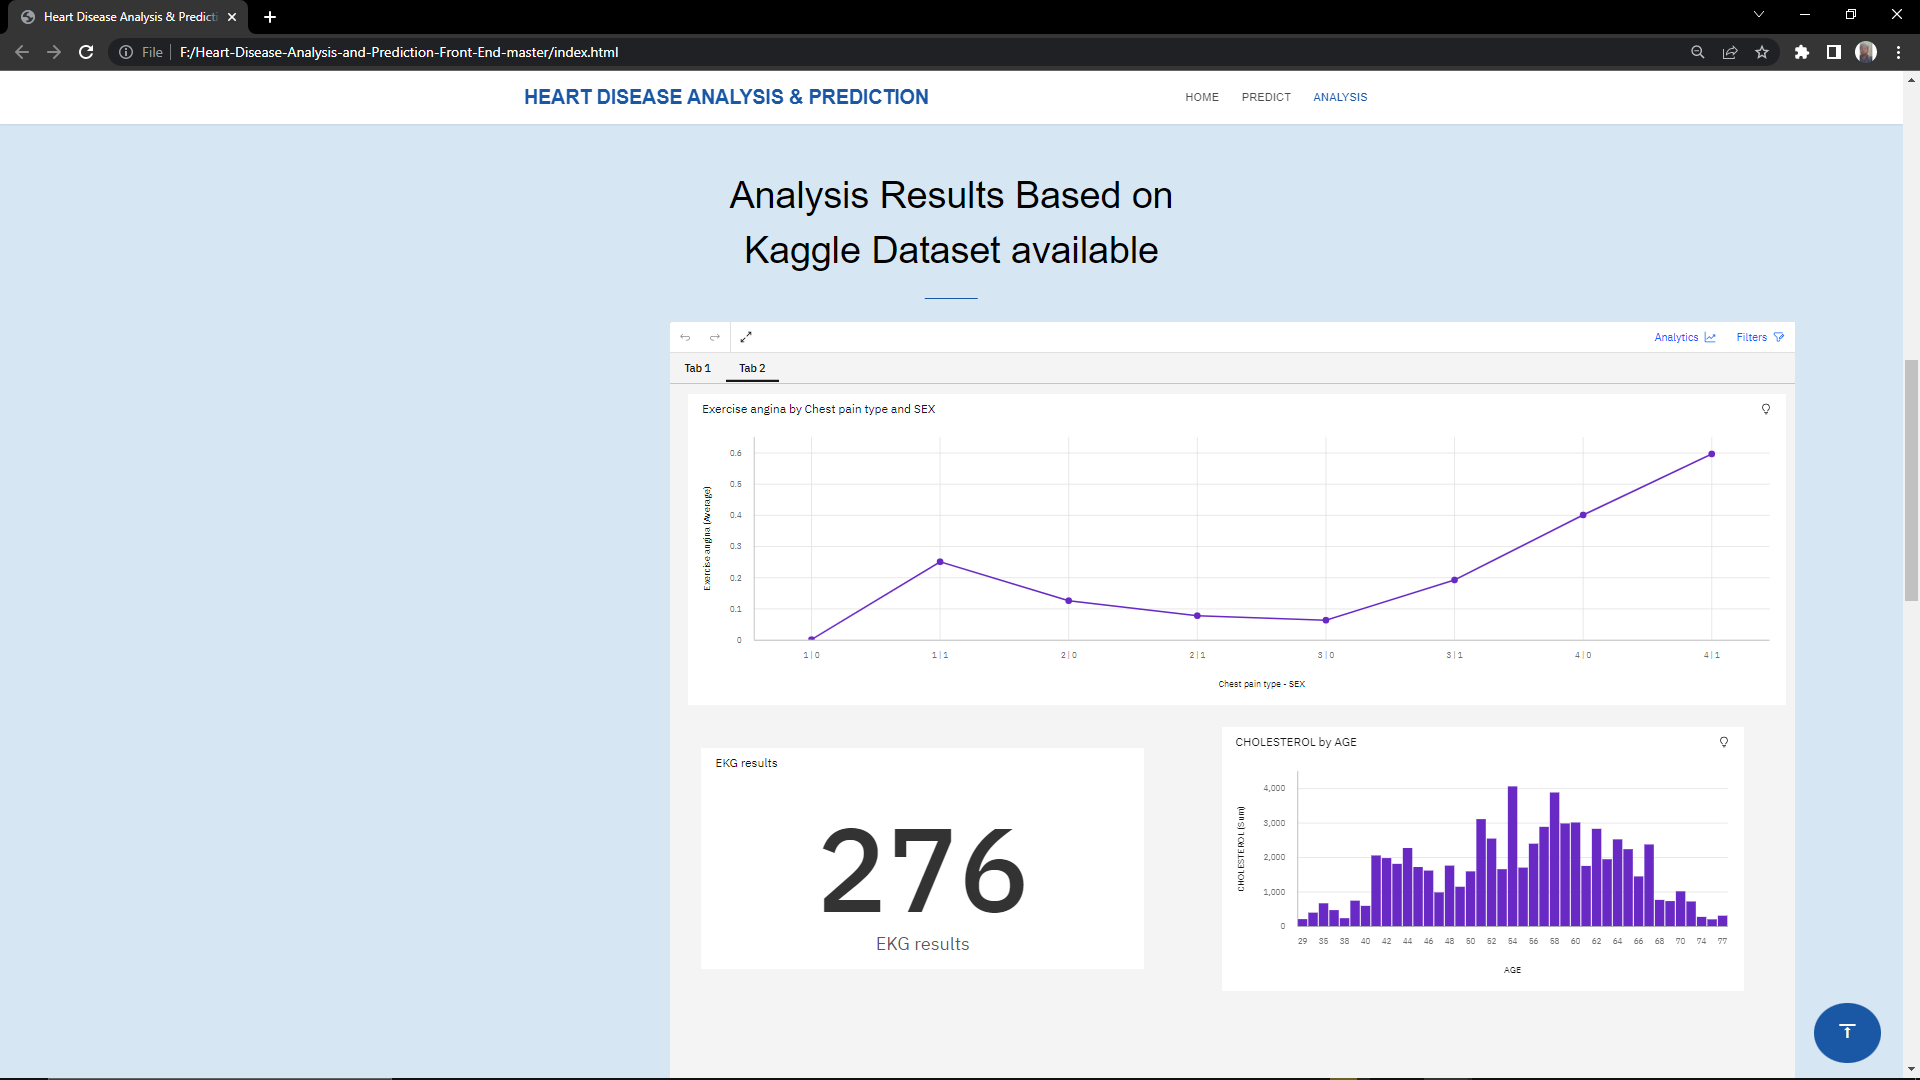 Heart Disease Analysis & Predicti
File
F:/Heart-Disease-Analysis-and-Prediction-Front-End-master/index.html
HEART DISEASE ANALYSIS & PREDICTION
HOME
PREDICT
ANALYSIS
Analysis Results Based on
Kaggle Dataset available
Analytics
Filters
Tab 1
Tab 2
Exercise angina by Chest pain type and SEX
Exercise angina (Average)
0.6
0.5
0.4
0.3
0.2
0.1
0
1 | 0
1 | 1
2 | 0
2 | 1
3 | 0
3 | 1
4 | 0
4 | 1
Chest pain type - SEX
EKG results
276
EKG results
CHOLESTEROL by AGE
CHOLESTEROL (Sum)
4,000
3,000
2,000
1,000
0
29 35 38 40 42 44 46 48 50 52 54 56 58 60 62 64 66 68 70 74 77
AGE